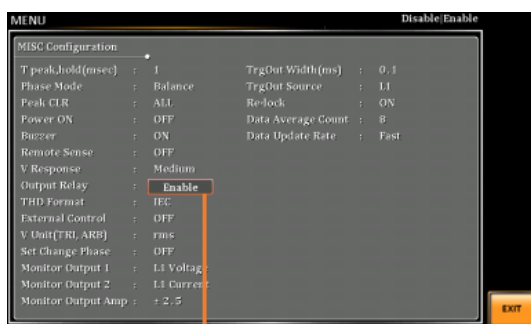 MENU
Disable|Enable
MISC Configuration
T peak,hold(msec) : 1
Phase Mode : Balance
Peak CLR : ALL
Power ON : OFF
Buzzer : ON
Remote Sense : OFF
V Response : Medium
Output Relay : Enable
THD Format : IEC
External Control : OFF
V Unit(TRI, ARB) : rms
Set Change Phase : OFF
Monitor Output 1 : L1 Voltage
Monitor Output 2 : L1 Current
Monitor Output Amp : ± 2.5
TrgOut Width(ms) : 0.1
TrgOut Source : L1
Re-lock : ON
Data Average Count : 8
Data Update Rate : Fast
EXIT